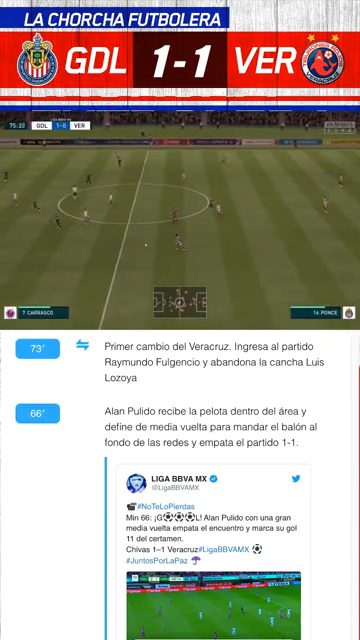 LA CHORCHA FUTBOLERA
GDL 1-1 VER
VERACRUZ
75:33 GDL 1-0 VER
7 CARRASCO
16 PONCE
73’ Primer cambio del Veracruz. Ingresa al partido
Raymundo Fulgencio y abandona la cancha Luis
Lozoya
66’ Alan Pulido recibe la pelota dentro del área y
define de media vuelta para mandar el balón al
fondo de las redes y empata el partido 1-1.
LIGA BBVA MX
@LigaBBVAMX
#NoTeLoPierdas
Min 66: ¡G⚽⚽⚽L! Alan Pulido con una gran
media vuelta empata el encuentro y marca su gol
11 del certamen.
Chivas 1–1 Veracruz#LigaBBVAMX ⚽
#JuntosPorLaPaz ☂